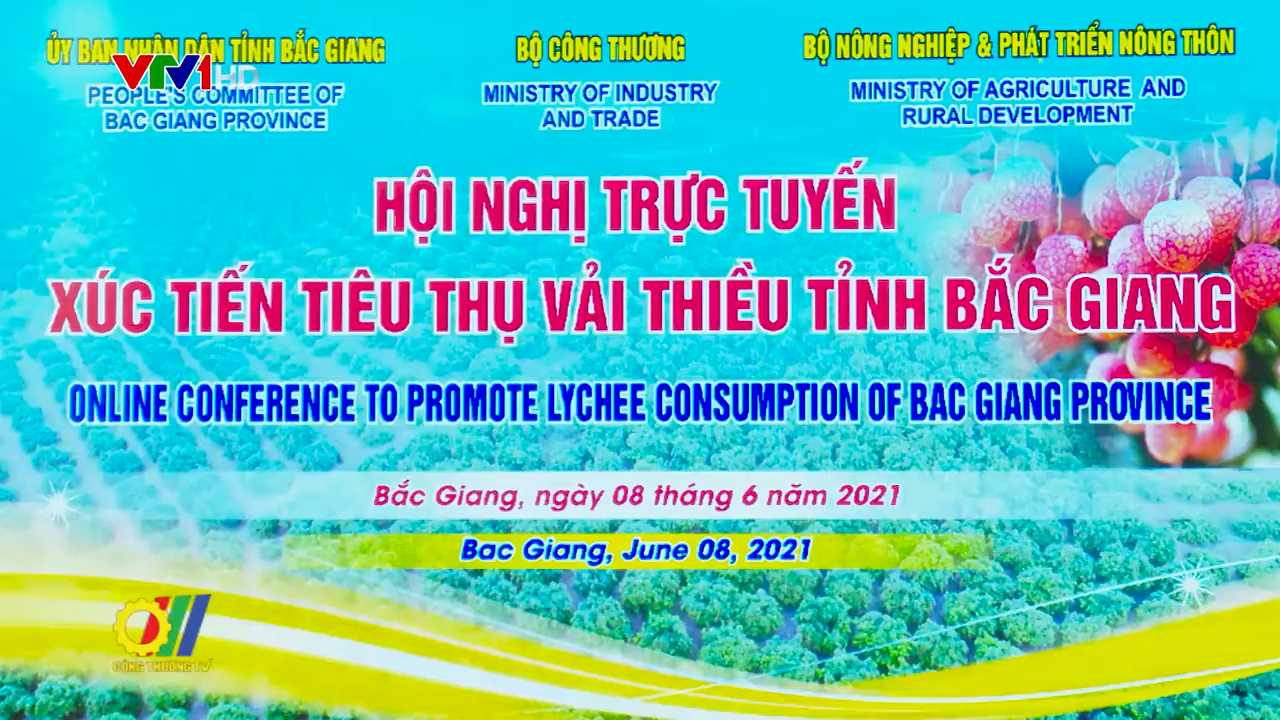 ỦY BAN NHÂN DÂN TỈNH BẮC GIANG
VTV1 HD
PEOPLE'S COMMITTEE OF
BAC GIANG PROVINCE
BỘ CÔNG THƯƠNG
MINISTRY OF INDUSTRY
AND TRADE
BỘ NÔNG NGHIỆP & PHÁT TRIỂN NÔNG THÔN
MINISTRY OF AGRICULTURE AND
RURAL DEVELOPMENT
HỘI NGHỊ TRỰC TUYẾN
XÚC TIẾN TIÊU THỤ VẢI THIỀU TỈNH BẮC GIANG
ONLINE CONFERENCE TO PROMOTE LYCHEE CONSUMPTION OF BAC GIANG PROVINCE
Bắc Giang, ngày 08 tháng 6 năm 2021
Bac Giang, June 08, 2021
CÔNG THƯƠNG TV